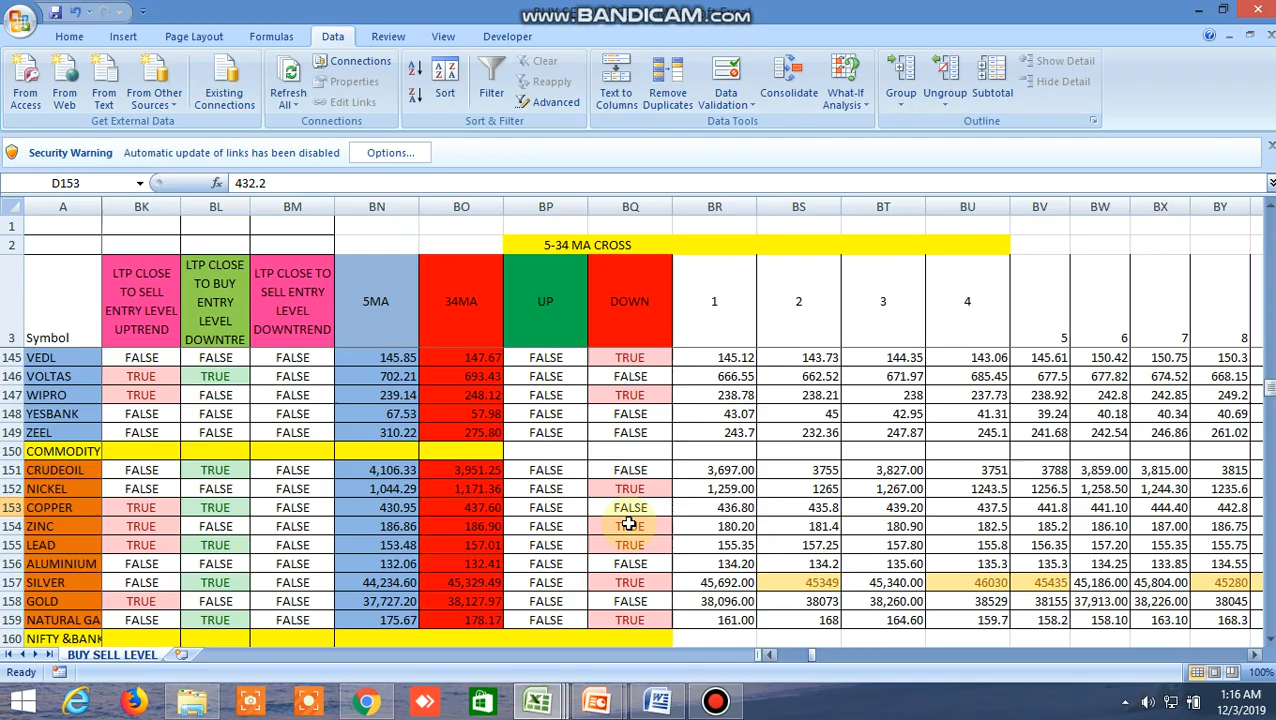 www.BANDICAM.com
Home Insert Page Layout Formulas Data Review View Developer
From Access
From Web
From Text
From Other Sources
Existing Connections
Get External Data
Refresh All
Connections
Properties
Edit Links
Connections
Sort
Filter
Clear
Reapply
Advanced
Sort & Filter
Text to Columns
Remove Duplicates
Data Validation
Consolidate
What-If Analysis
Data Tools
Group
Ungroup
Subtotal
Show Detail
Hide Detail
Outline
Security Warning Automatic update of links has been disabled Options...
D153 fx 432.2
A BK BL BM BN BO BP BQ BR BS BT BU BV BW BX BY
1
2 5-34 MA CROSS
3 Symbol
LTP CLOSE TO SELL ENTRY LEVEL UPTREND
LTP CLOSE TO BUY ENTRY LEVEL DOWNTRE
LTP CLOSE TO SELL ENTRY LEVEL DOWNTREND
5MA 34MA UP DOWN 1 2 3 4 5 6 7 8
145 VEDL FALSE FALSE FALSE 145.85 147.67 FALSE TRUE 145.12 143.73 144.35 143.06 145.61 150.42 150.75 150.3
146 VOLTAS TRUE TRUE FALSE 702.21 693.43 FALSE FALSE 666.55 662.52 671.97 685.45 677.5 677.82 674.52 668.15
147 WIPRO TRUE FALSE FALSE 239.14 248.12 FALSE TRUE 238.78 238.21 238 237.73 238.92 242.8 242.85 249.2
148 YESBANK FALSE FALSE FALSE 67.53 57.98 FALSE FALSE 43.07 45 42.95 41.31 39.24 40.18 40.34 40.69
149 ZEEL FALSE FALSE FALSE 310.22 275.80 FALSE FALSE 243.7 232.36 247.87 245.1 241.68 242.54 246.86 261.02
150 COMMODITY
151 CRUDEOIL FALSE TRUE FALSE 4,106.33 3,951.25 FALSE FALSE 3,697.00 3755 3,827.00 3751 3788 3,859.00 3,815.00 3815
152 NICKEL FALSE FALSE FALSE 1,044.29 1,171.36 FALSE TRUE 1,259.00 1265 1,267.00 1243.5 1256.5 1,258.50 1,244.30 1235.6
153 COPPER TRUE TRUE FALSE 430.95 437.60 FALSE FALSE 436.80 435.8 439.20 437.5 441.8 441.10 444.40 442.8
154 ZINC TRUE FALSE FALSE 186.86 186.90 FALSE TRUE 180.20 181.4 180.90 182.5 185.2 186.10 187.00 186.75
155 LEAD TRUE TRUE FALSE 153.48 157.01 FALSE TRUE 155.35 157.25 157.80 155.8 156.35 157.20 155.35 155.75
156 ALUMINIUM FALSE FALSE FALSE 132.06 132.41 FALSE FALSE 134.20 134.2 135.60 135.3 135.3 134.25 133.85 134.55
157 SILVER FALSE TRUE FALSE 44,234.60 45,329.49 FALSE TRUE 45,692.00 45349 45,340.00 46030 45435 45,186.00 45,804.00 45280
158 GOLD TRUE FALSE FALSE 37,727.20 38,127.97 FALSE FALSE 38,096.00 38073 38,260.00 38529 38155 37,913.00 38,226.00 38045
159 NATURAL GA FALSE TRUE FALSE 175.67 178.17 FALSE TRUE 161.00 168 164.60 159.7 158.2 158.10 163.10 168.3
160 NIFTY &BANK
BUY SELL LEVEL
Ready 100%
1:16 AM
12/3/2019